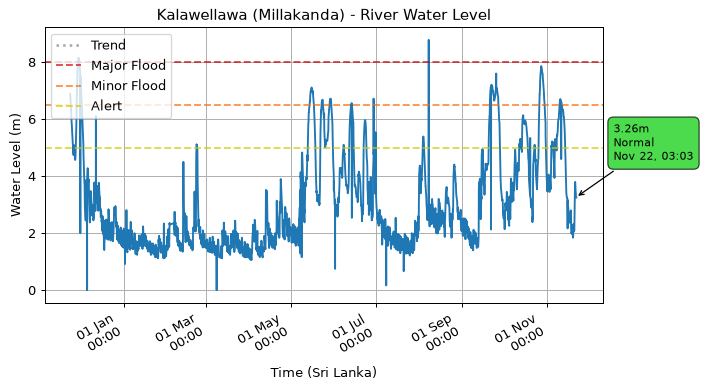 Kalawellawa (Millakanda) - River Water Level
Trend
Major Flood
Minor Flood
Alert
Water Level (m)
8
6
4
2
0
3.26m
Normal
Nov 22, 03:03
01 Jan
00:00
01 Mar
00:00
01 May
00:00
01 Jul
00:00
01 Sep
00:00
01 Nov
00:00
Time (Sri Lanka)